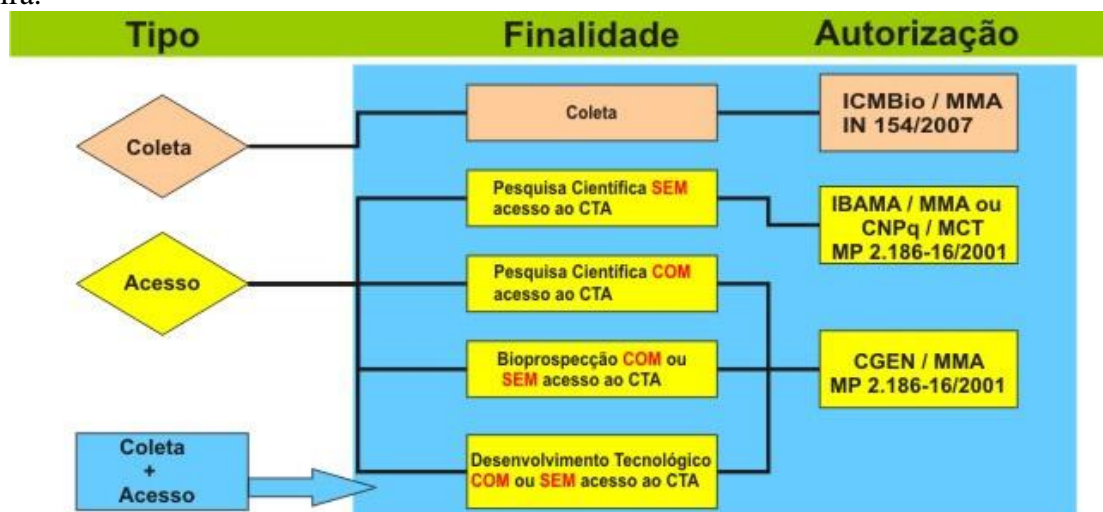 ira:
Tipo
Finalidade
Autorização
Coleta
Coleta
ICMBio / MMA
IN 154/2007
Pesquisa Científica SEM
acesso ao CTA
IBAMA / MMA ou
CNPq / MCT
MP 2.186-16/2001
Acesso
Pesquisa Científica COM
acesso ao CTA
Bioprospecção COM ou
SEM acesso ao CTA
CGEN / MMA
MP 2.186-16/2001
Coleta
+
Acesso
Desenvolvimento Tecnológico
COM ou SEM acesso ao CTA